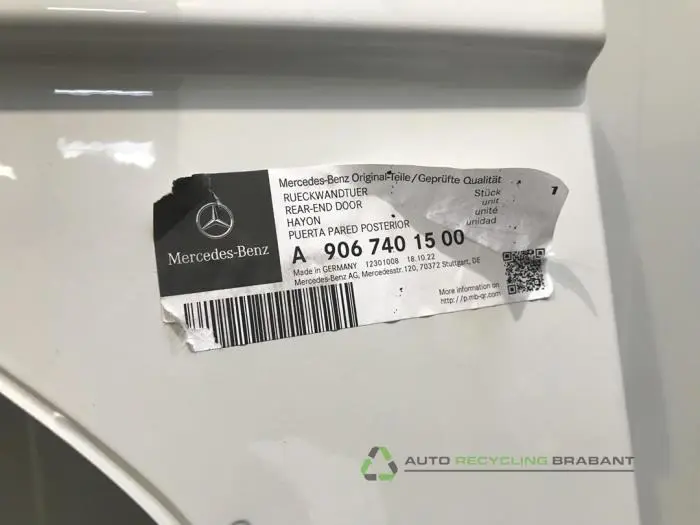 Mercedes-Benz Original-Teile/Geprüfte Qualität
RUECKWANDTUER
REAR-END DOOR
HAYON
PUERTA PARED POSTERIOR
Stück 1
unit
unité
unidad
Mercedes-Benz
A 906 740 15 00
Made in GERMANY 12301008 18.10.22
Mercedes-Benz AG, Mercedesstr.120, 70372 Stuttgart, DE
More information on
http://p.mb-qr.com
AUTO RECYCLING BRABANT